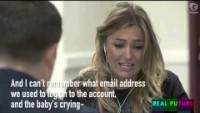 And I can't remember what email address
we used to log in to the account,
and the baby's crying-
REAL FUTURE